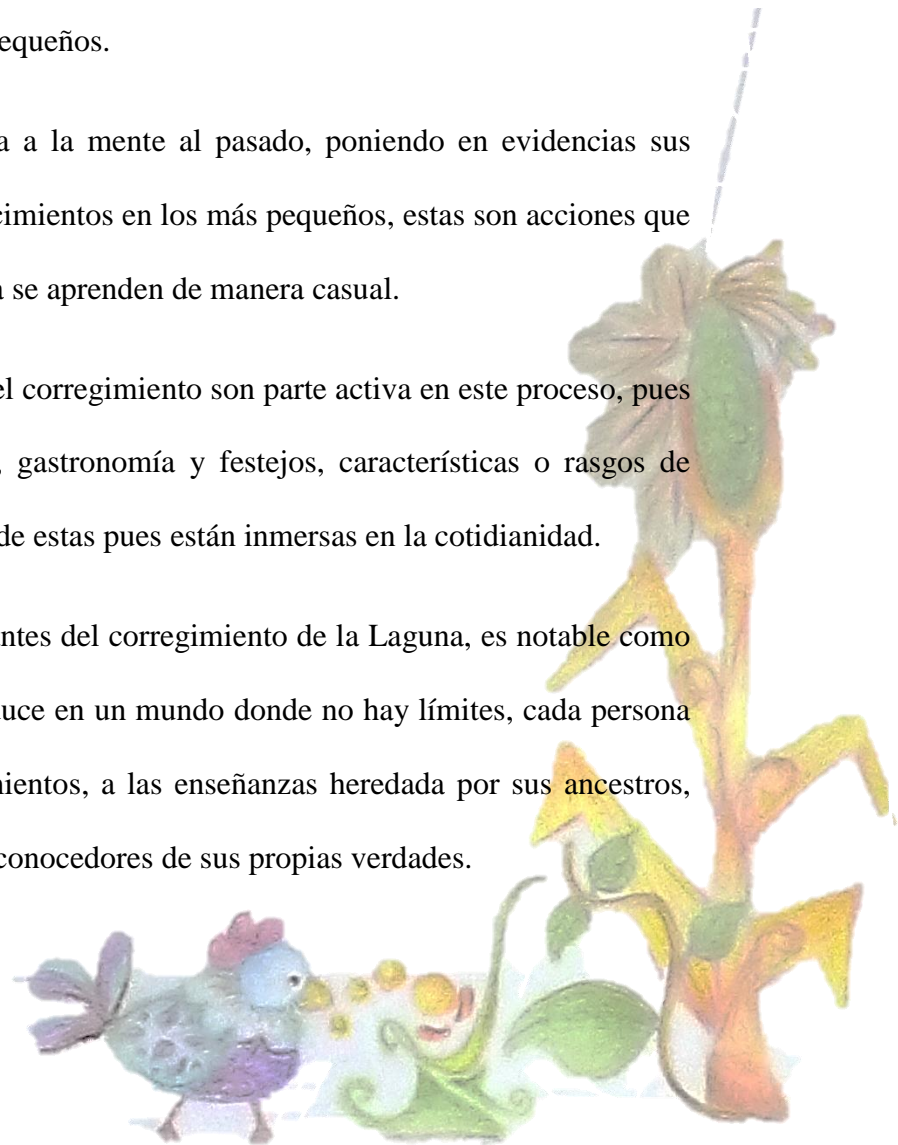 equeños.
a a la mente al pasado, poniendo en evidencias sus
cimientos en los más pequeños, estas son acciones que
a se aprenden de manera casual.
el corregimiento son parte activa en este proceso, pues
, gastronomía y festejos, características o rasgos de
de estas pues están inmersas en la cotidianidad.
antes del corregimiento de la Laguna, es notable como
duce en un mundo donde no hay límites, cada persona
mientos, a las enseñanzas heredada por sus ancestros,
conocedores de sus propias verdades.